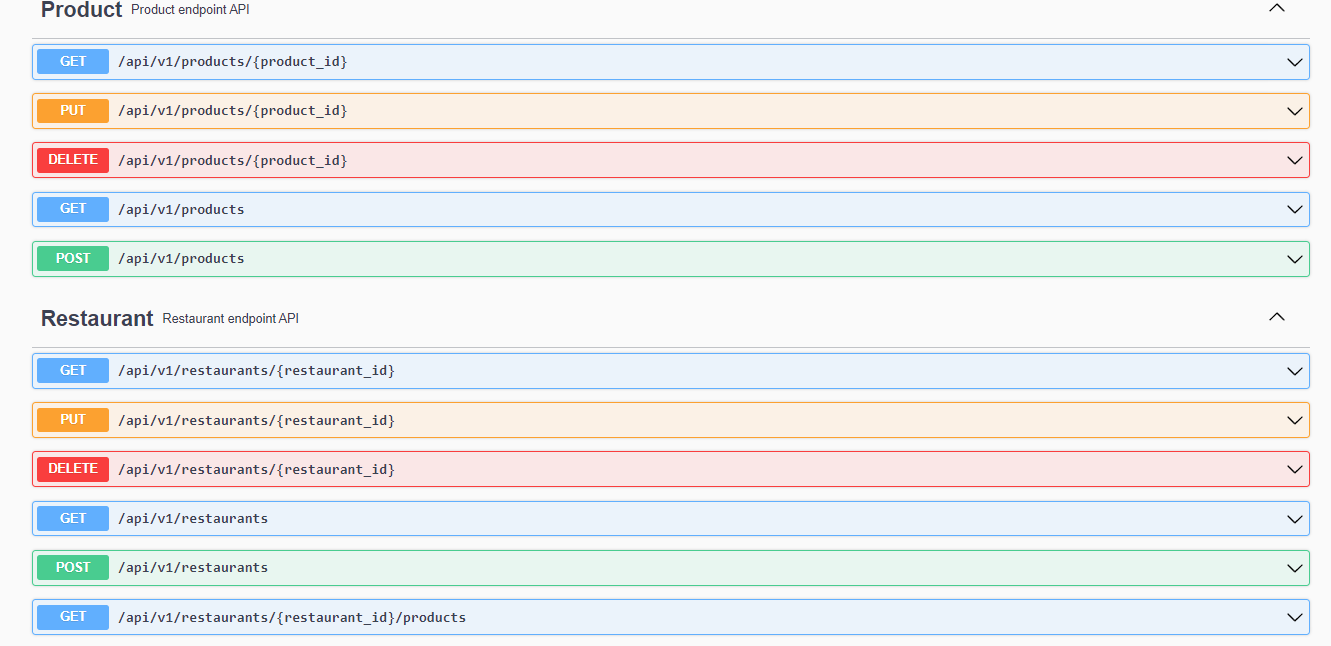 Product Product endpoint API
GET /api/v1/products/{product_id}
PUT /api/v1/products/{product_id}
DELETE /api/v1/products/{product_id}
GET /api/v1/products
POST /api/v1/products
Restaurant Restaurant endpoint API
GET /api/v1/restaurants/{restaurant_id}
PUT /api/v1/restaurants/{restaurant_id}
DELETE /api/v1/restaurants/{restaurant_id}
GET /api/v1/restaurants
POST /api/v1/restaurants
GET /api/v1/restaurants/{restaurant_id}/products